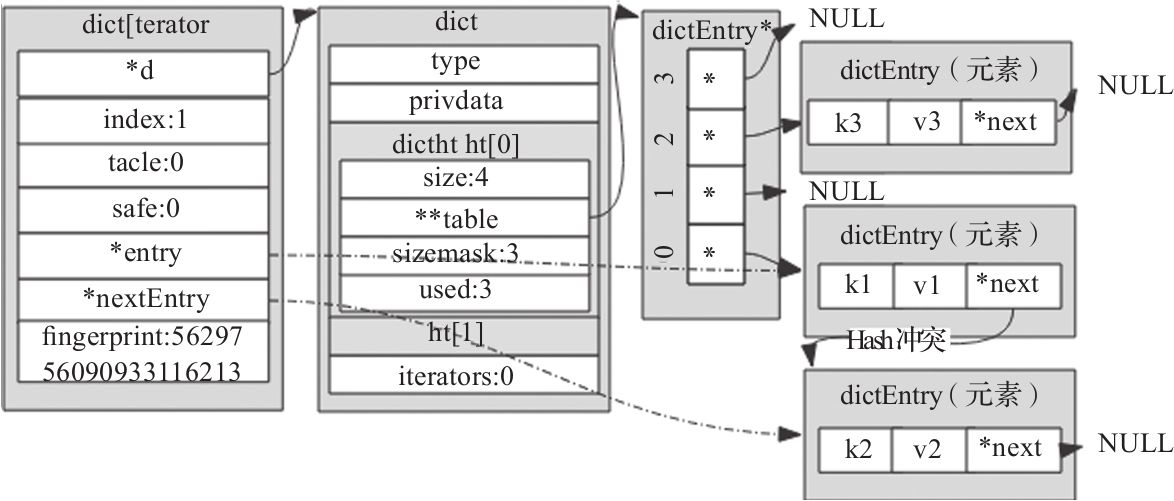 dict[terator
*d
index:1
tacle:0
safe:0
*entry
*nextEntry
fingerprint:56297
56090933116213
dict
type
privdata
dictht ht[0]
size:4
**table
sizemask:3
used:3
ht[1]
iterators:0
dictEntry*
3 *
2 *
1 *
0 *
NULL
dictEntry（元素）
k3 v3 *next
NULL
NULL
dictEntry（元素）
k1 v1 *next
Hash冲突
dictEntry（元素）
k2 v2 *next
NULL